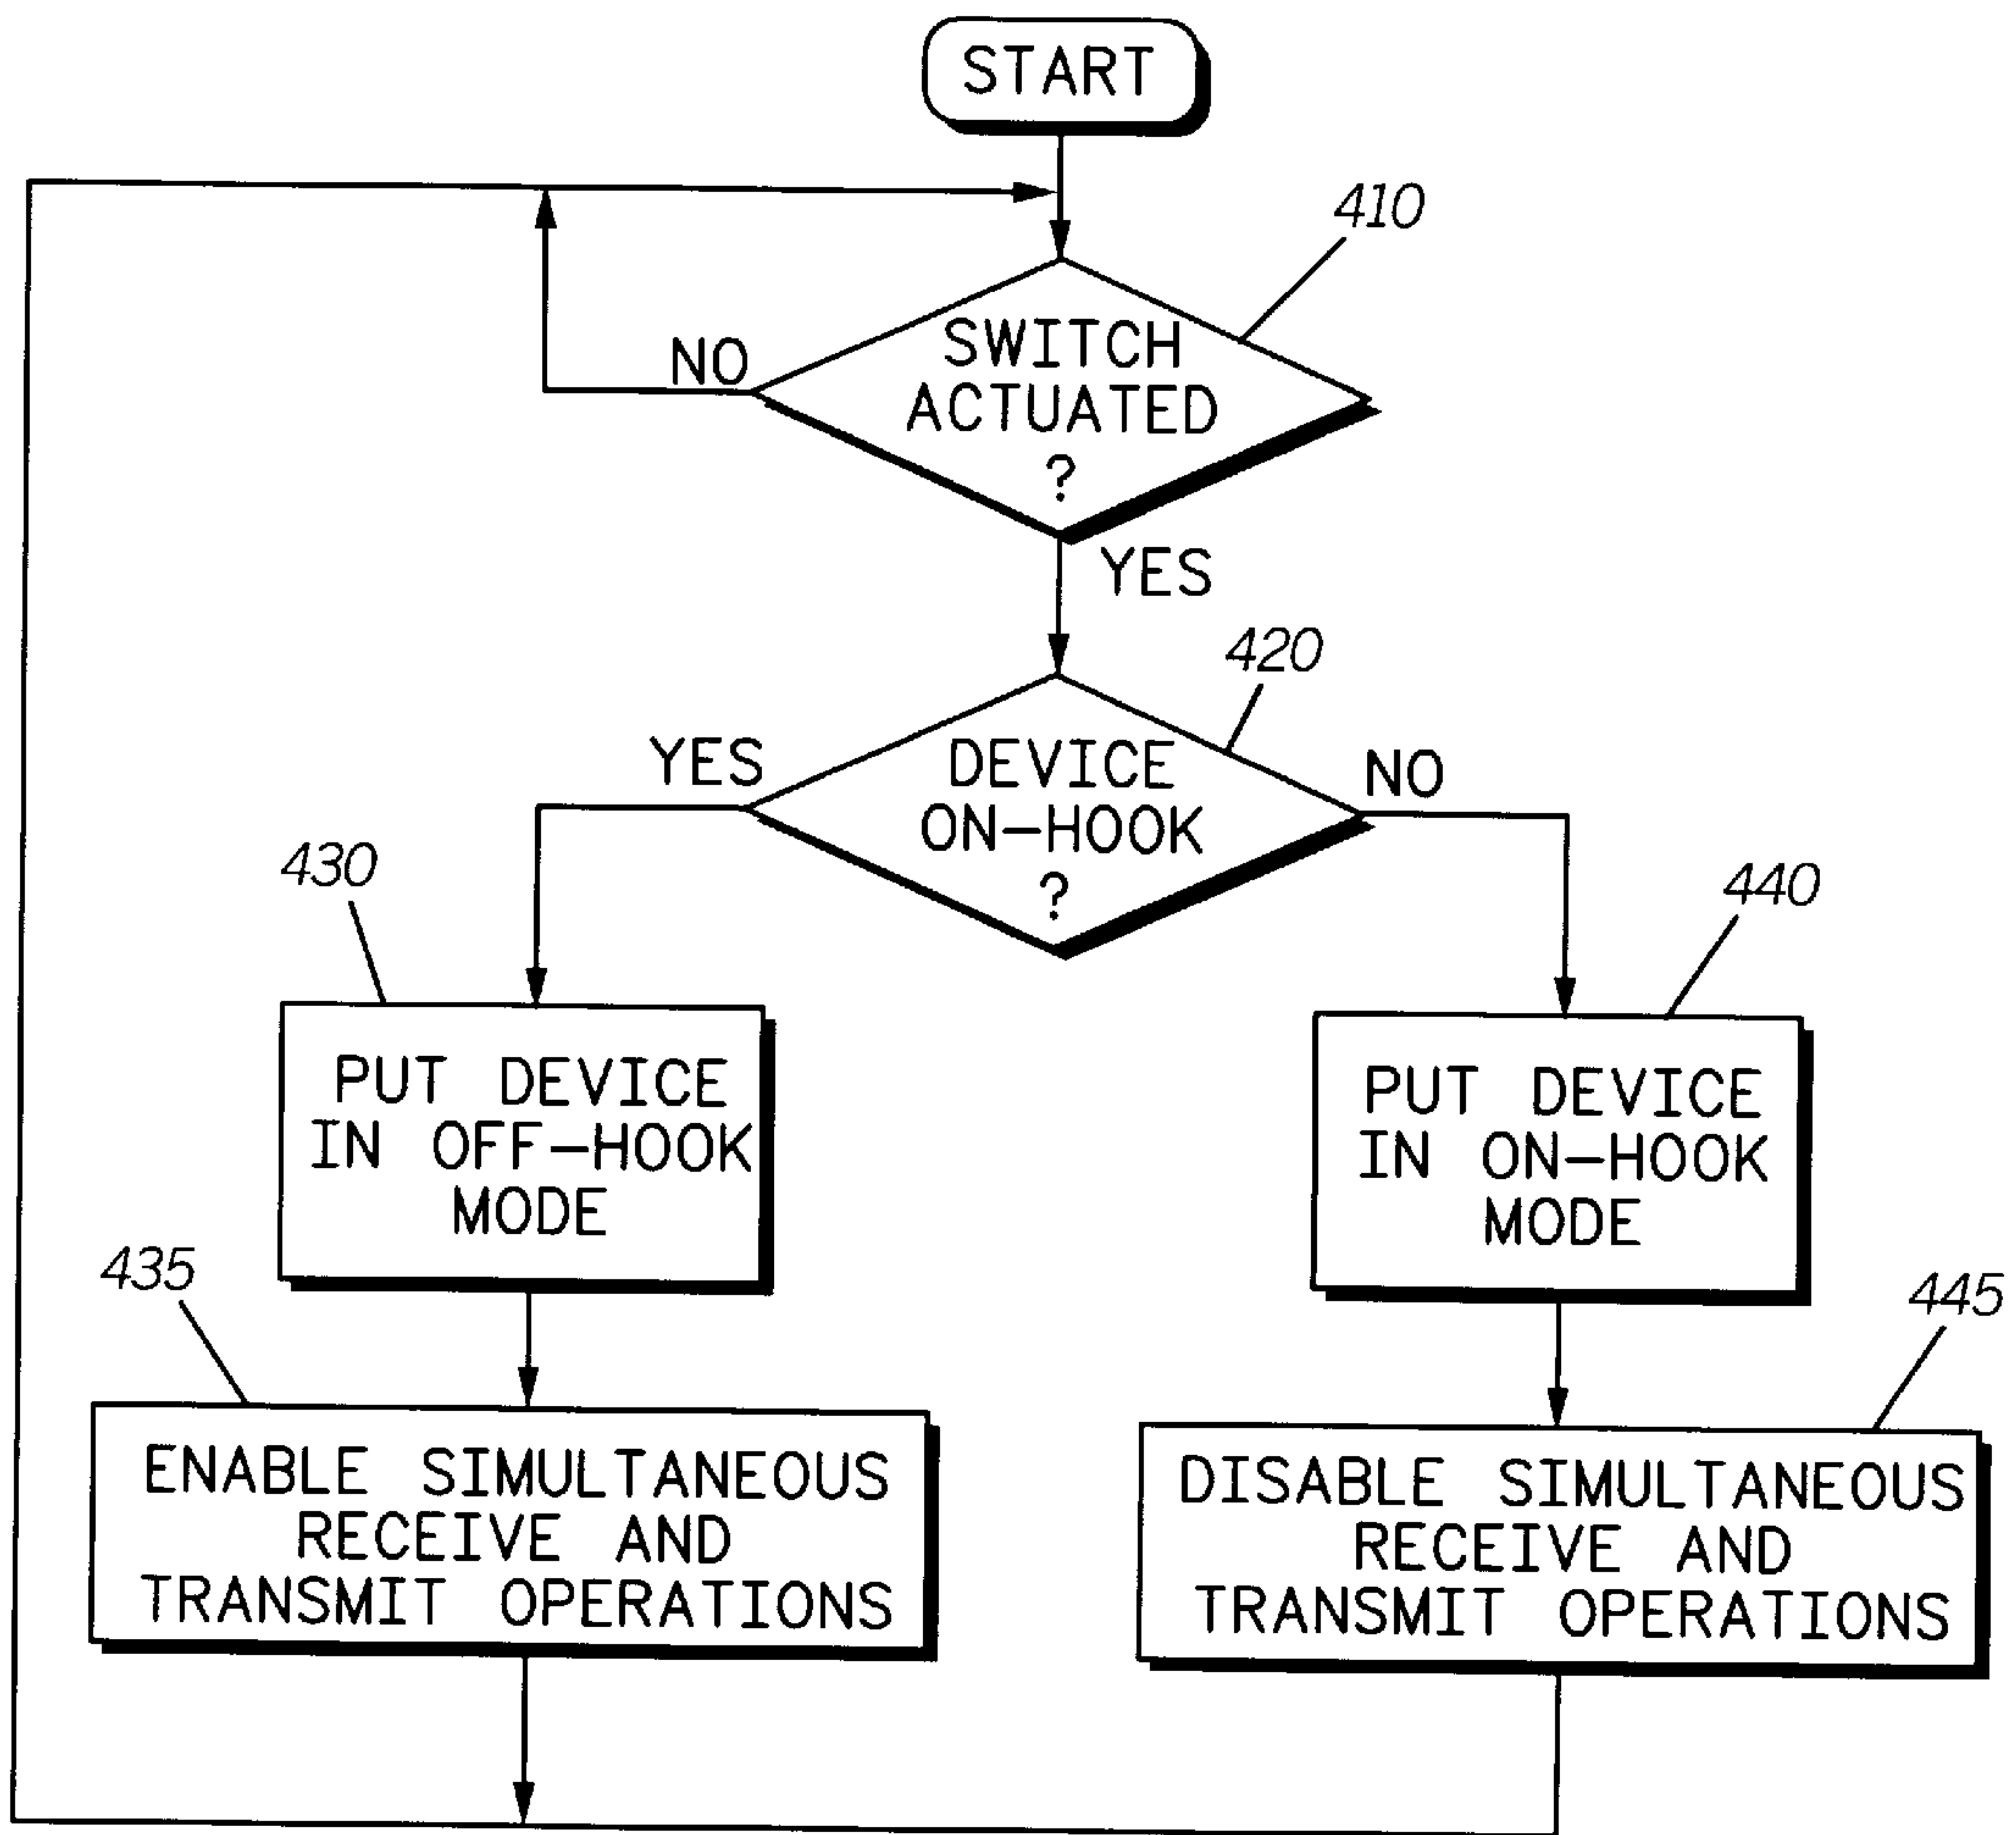 START
410
SWITCH
ACTUATED
?
NO
YES
420
DEVICE
ON-HOOK
?
YES
NO
430
440
PUT DEVICE
IN OFF-HOOK
MODE
PUT DEVICE
IN ON-HOOK
MODE
435
445
ENABLE SIMULTANEOUS
RECEIVE AND
TRANSMIT OPERATIONS
DISABLE SIMULTANEOUS
RECEIVE AND
TRANSMIT OPERATIONS